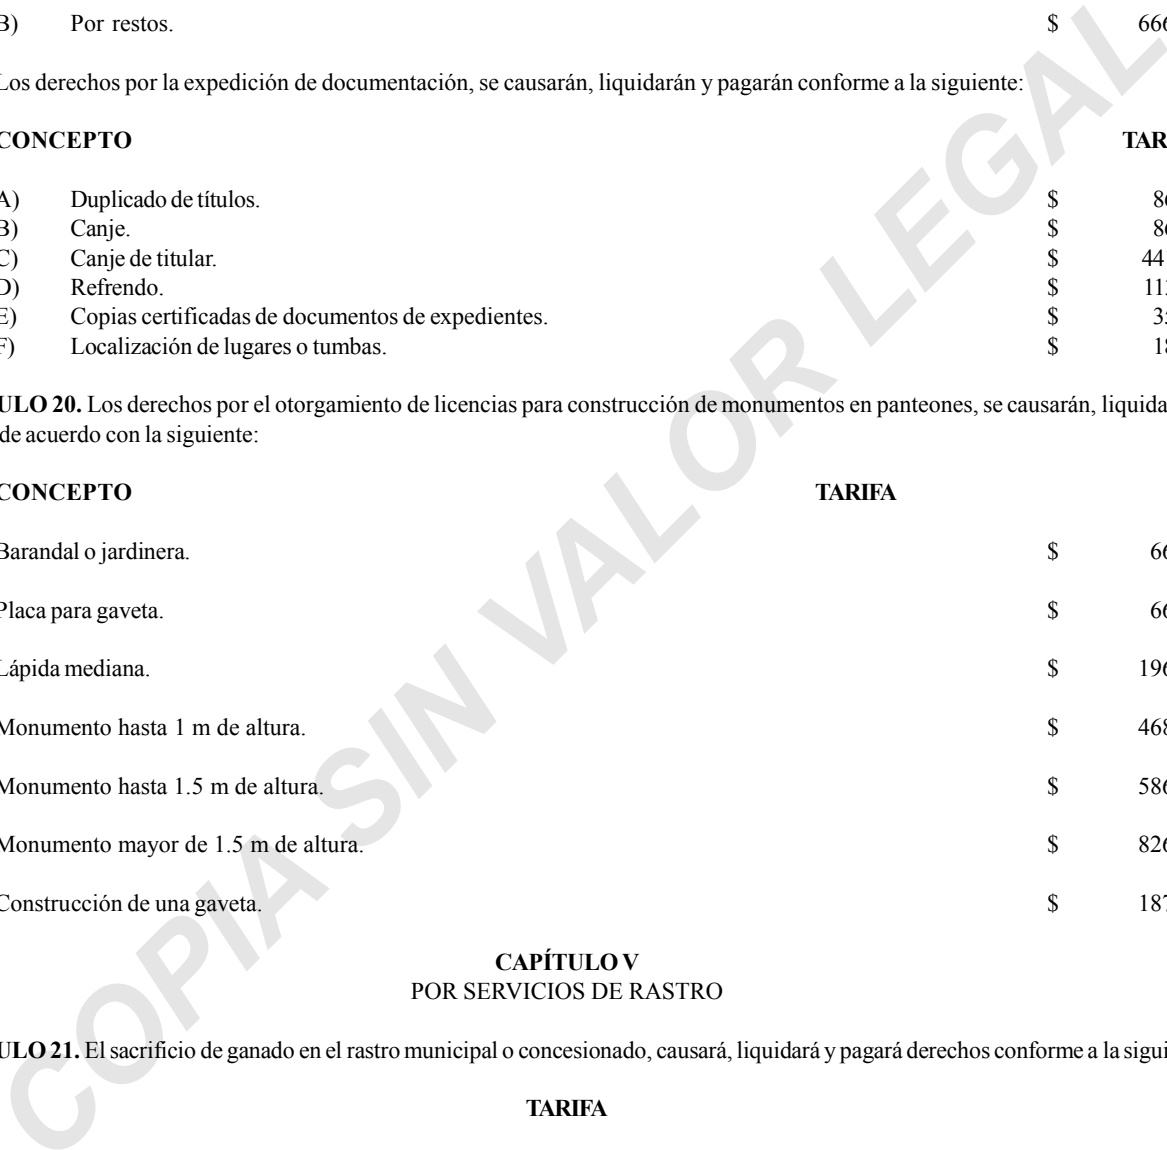 B) Por restos. $ 666
Los derechos por la expedición de documentación, se causarán, liquidarán y pagarán conforme a la siguiente:
CONCEPTO TAR
A) Duplicado de títulos. $ 86
B) Canje. $ 86
C) Canje de titular. $ 441
D) Refrendo. $ 112
E) Copias certificadas de documentos de expedientes. $ 35
F) Localización de lugares o tumbas. $ 18
ULO 20. Los derechos por el otorgamiento de licencias para construcción de monumentos en panteones, se causarán, liquida
de acuerdo con la siguiente:
CONCEPTO TARIFA
Barandal o jardinera. $ 66
Placa para gaveta. $ 66
Lápida mediana. $ 196
Monumento hasta 1 m de altura. $ 468
Monumento hasta 1.5 m de altura. $ 586
Monumento mayor de 1.5 m de altura. $ 826
Construcción de una gaveta. $ 187
CAPÍTULO V
POR SERVICIOS DE RASTRO
ULO 21. El sacrificio de ganado en el rastro municipal o concesionado, causará, liquidará y pagará derechos conforme a la sigui
TARIFA
COPIA SIN VALOR LEGAL